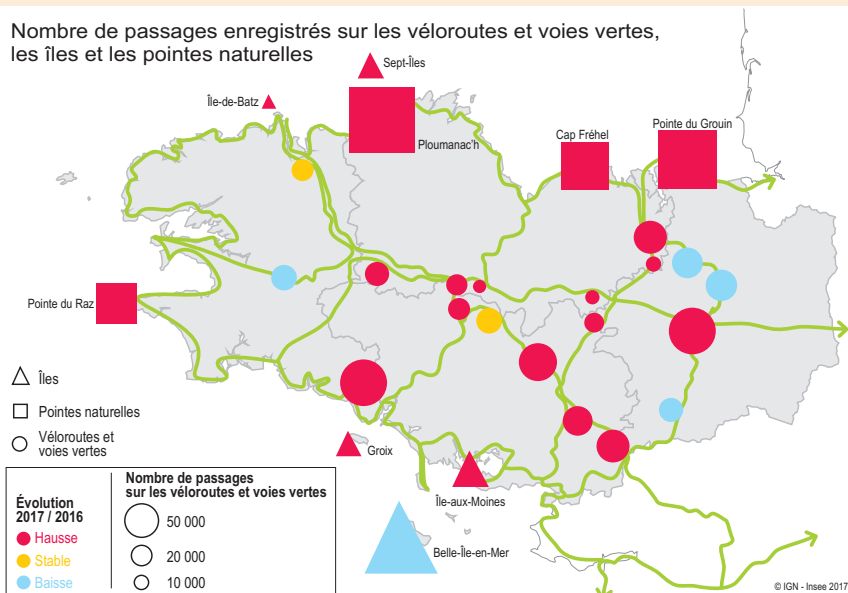 Nombre de passages enregistrés sur les véloroutes et voies vertes,
les îles et les pointes naturelles
Sept-Îles
Île-de-Batz
Ploumanac'h
Cap Fréhel
Pointe du Grouin
Pointe du Raz
Îles
Pointes naturelles
Véloroutes et
voies vertes
Groix
Île-aux-Moines
Belle-Île-en-Mer
Évolution
2017 / 2016
Hausse
Stable
Baisse
Nombre de passages
sur les véloroutes et voies vertes
50 000
20 000
10 000
© IGN - Insee 2017